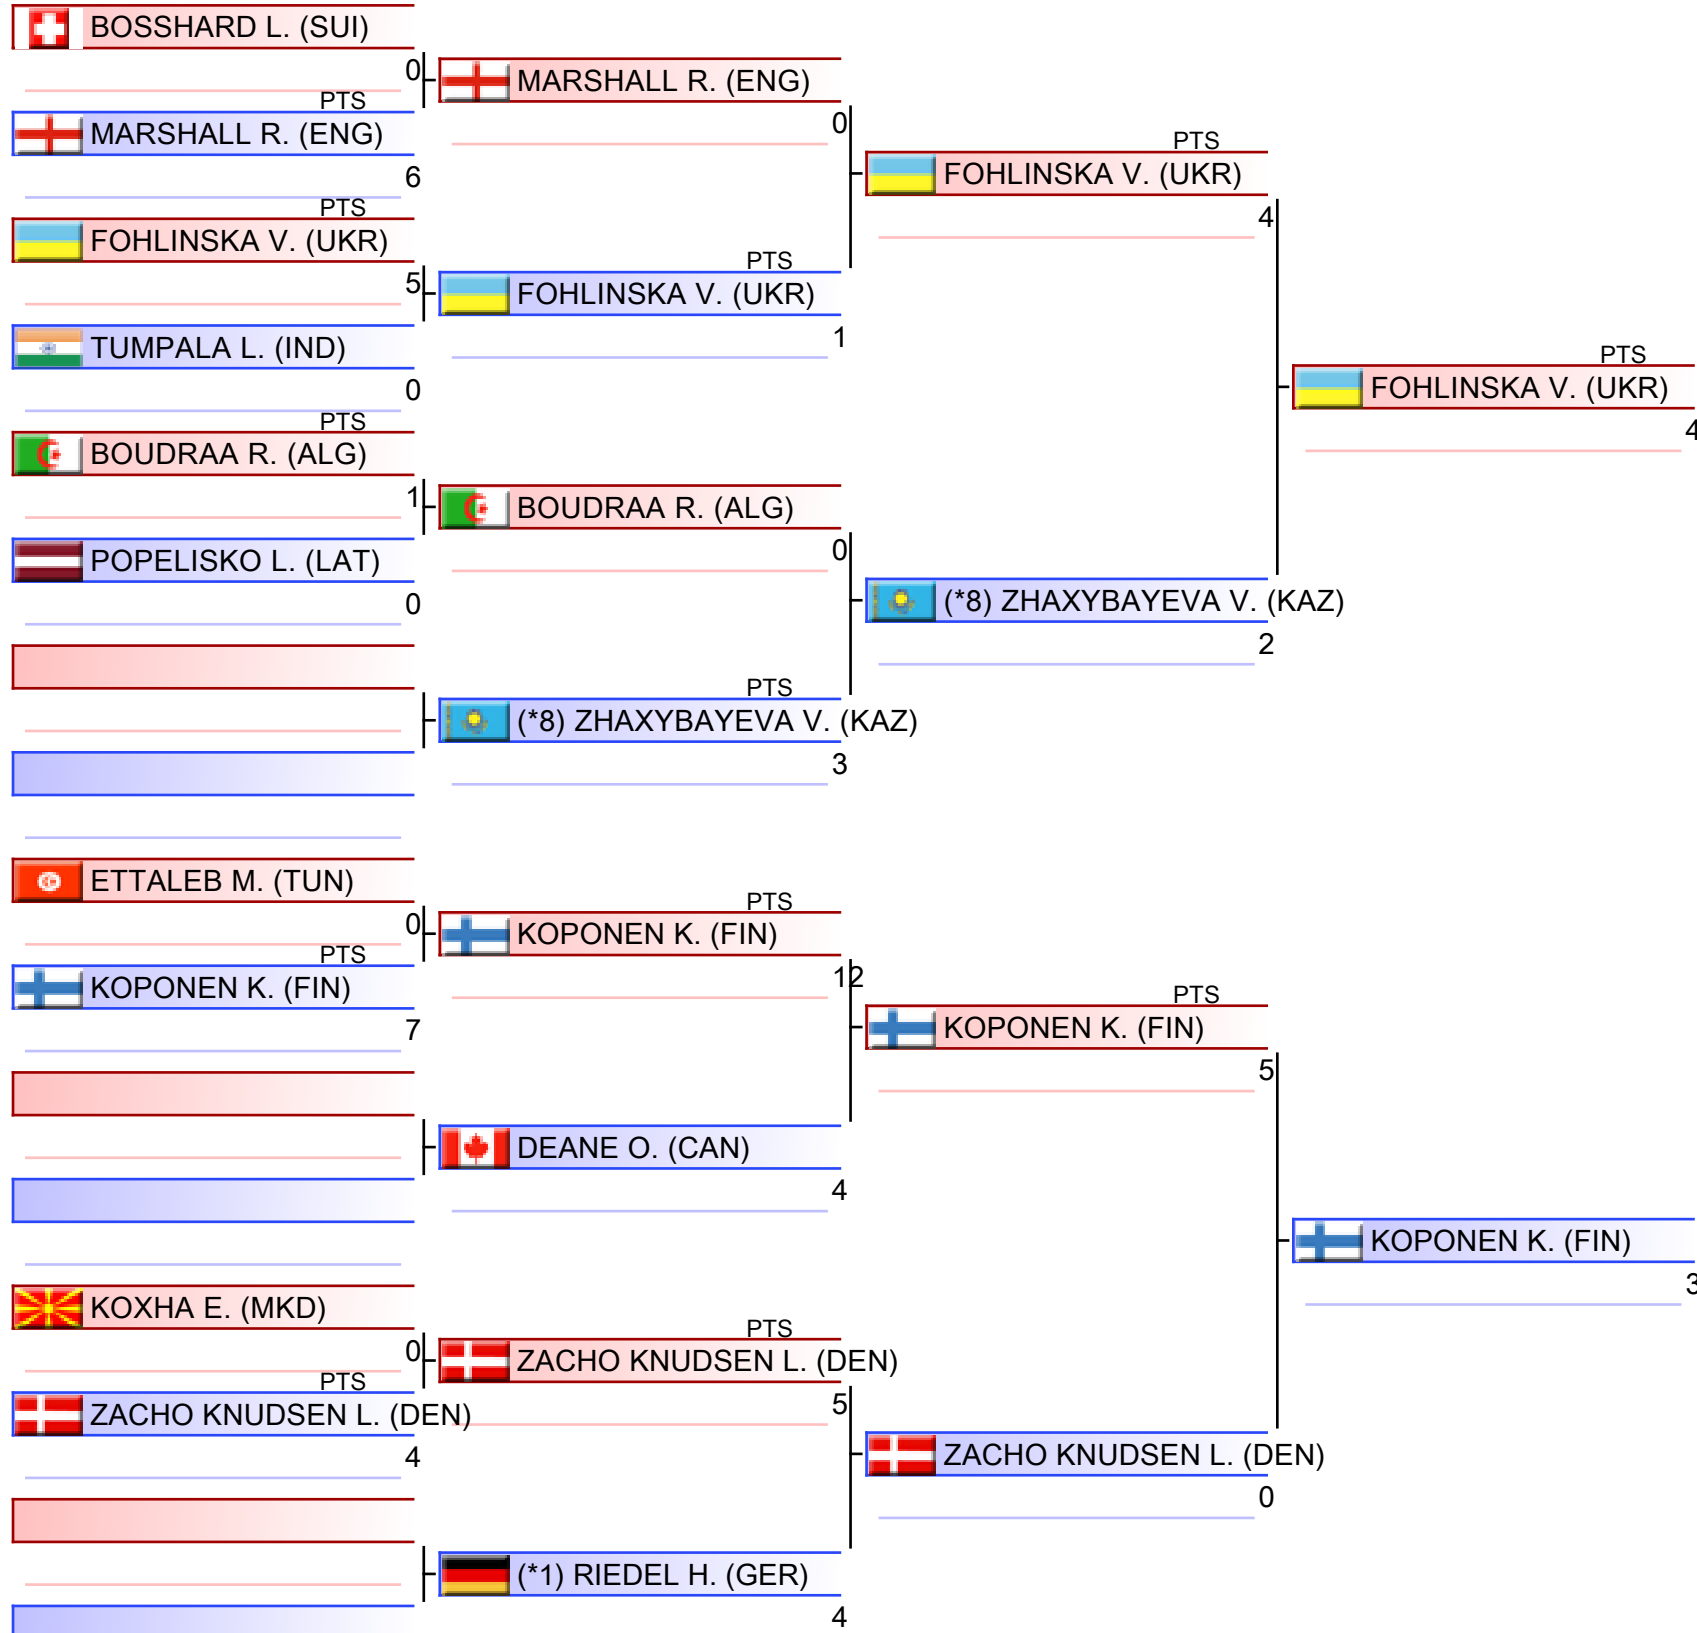 BOSSHARD L. (SUI)
0
PTS
MARSHALL R. (ENG)
6
PTS
FOHLINSKA V. (UKR)
5
TUMPALA L. (IND)
0
PTS
BOUDRAA R. (ALG)
1
POPELISKO L. (LAT)
0
ETTALEB M. (TUN)
0
PTS
KOPONEN K. (FIN)
7
KOXHA E. (MKD)
0
PTS
ZACHO KNUDSEN L. (DEN)
4
MARSHALL R. (ENG)
0
PTS
FOHLINSKA V. (UKR)
1
BOUDRAA R. (ALG)
0
PTS
(*8) ZHAXYBAYEVA V. (KAZ)
3
PTS
KOPONEN K. (FIN)
12
DEANE O. (CAN)
4
PTS
ZACHO KNUDSEN L. (DEN)
5
(*1) RIEDEL H. (GER)
4
PTS
FOHLINSKA V. (UKR)
4
(*8) ZHAXYBAYEVA V. (KAZ)
2
PTS
KOPONEN K. (FIN)
5
ZACHO KNUDSEN L. (DEN)
0
PTS
FOHLINSKA V. (UKR)
4
KOPONEN K. (FIN)
3